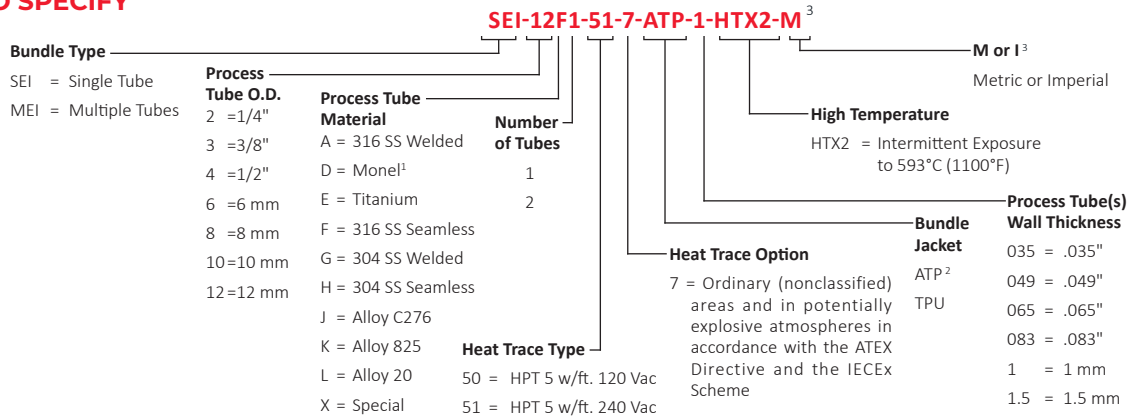 O SPECIFY
SEI-12F1-51-7-ATP-1-HTX2-M 3
Bundle Type
SEI = Single Tube
MEI = Multiple Tubes
Process
Tube O.D.
2 =1/4"
3 =3/8"
4 =1/2"
6 =6 mm
8 =8 mm
10=10 mm
12=12 mm
Process Tube
Material
A = 316 SS Welded
D = Monel1
E = Titanium
F = 316 SS Seamless
G = 304 SS Welded
H = 304 SS Seamless
J = Alloy C276
K = Alloy 825
L = Alloy 20
X = Special
Number
of Tubes
1
2
Heat Trace Type
50 = HPT 5 w/ft. 120 Vac
51 = HPT 5 w/ft. 240 Vac
Heat Trace Option
7 = Ordinary (nonclassified)
areas and in potentially
explosive atmospheres in
accordance with the ATEX
Directive and the IECEx
Scheme
Bundle
Jacket
ATP 2
TPU
Process Tube(s)
Wall Thickness
035 = .035"
049 = .049"
065 = .065"
083 = .083"
1 = 1 mm
1.5 = 1.5 mm
High Temperature
HTX2 = Intermittent Exposure
to 593°C (1100°F)
M or I 3
Metric or Imperial